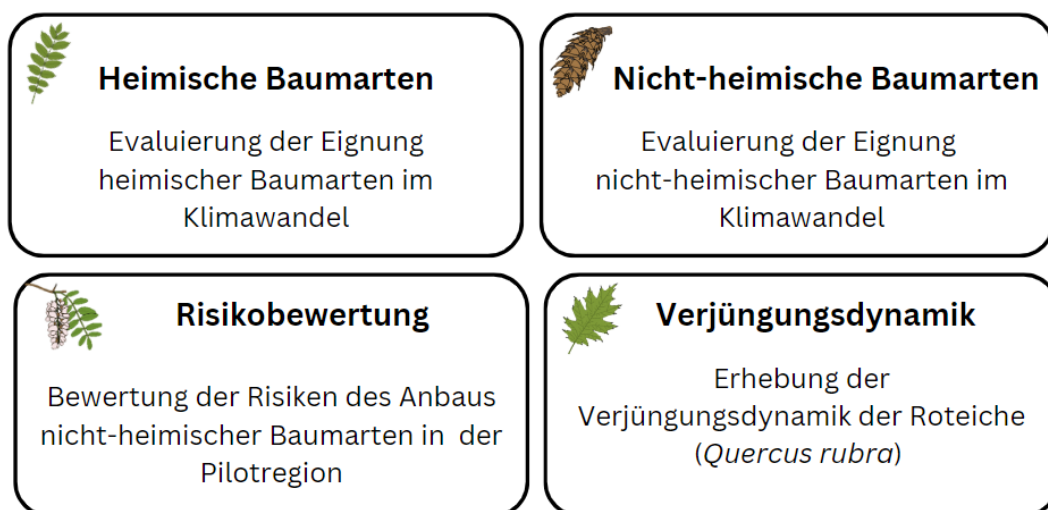 Heimische Baumarten
Evaluierung der Eignung
heimischer Baumarten im
Klimawandel
Nicht-heimische Baumarten
Evaluierung der Eignung
nicht-heimischer Baumarten im
Klimawandel
Risikobewertung
Bewertung der Risiken des Anbaus
nicht-heimischer Baumarten in der
Pilotregion
Verjüngungsdynamik
Erhebung der
Verjüngungsdynamik der Roteiche
(Quercus rubra)